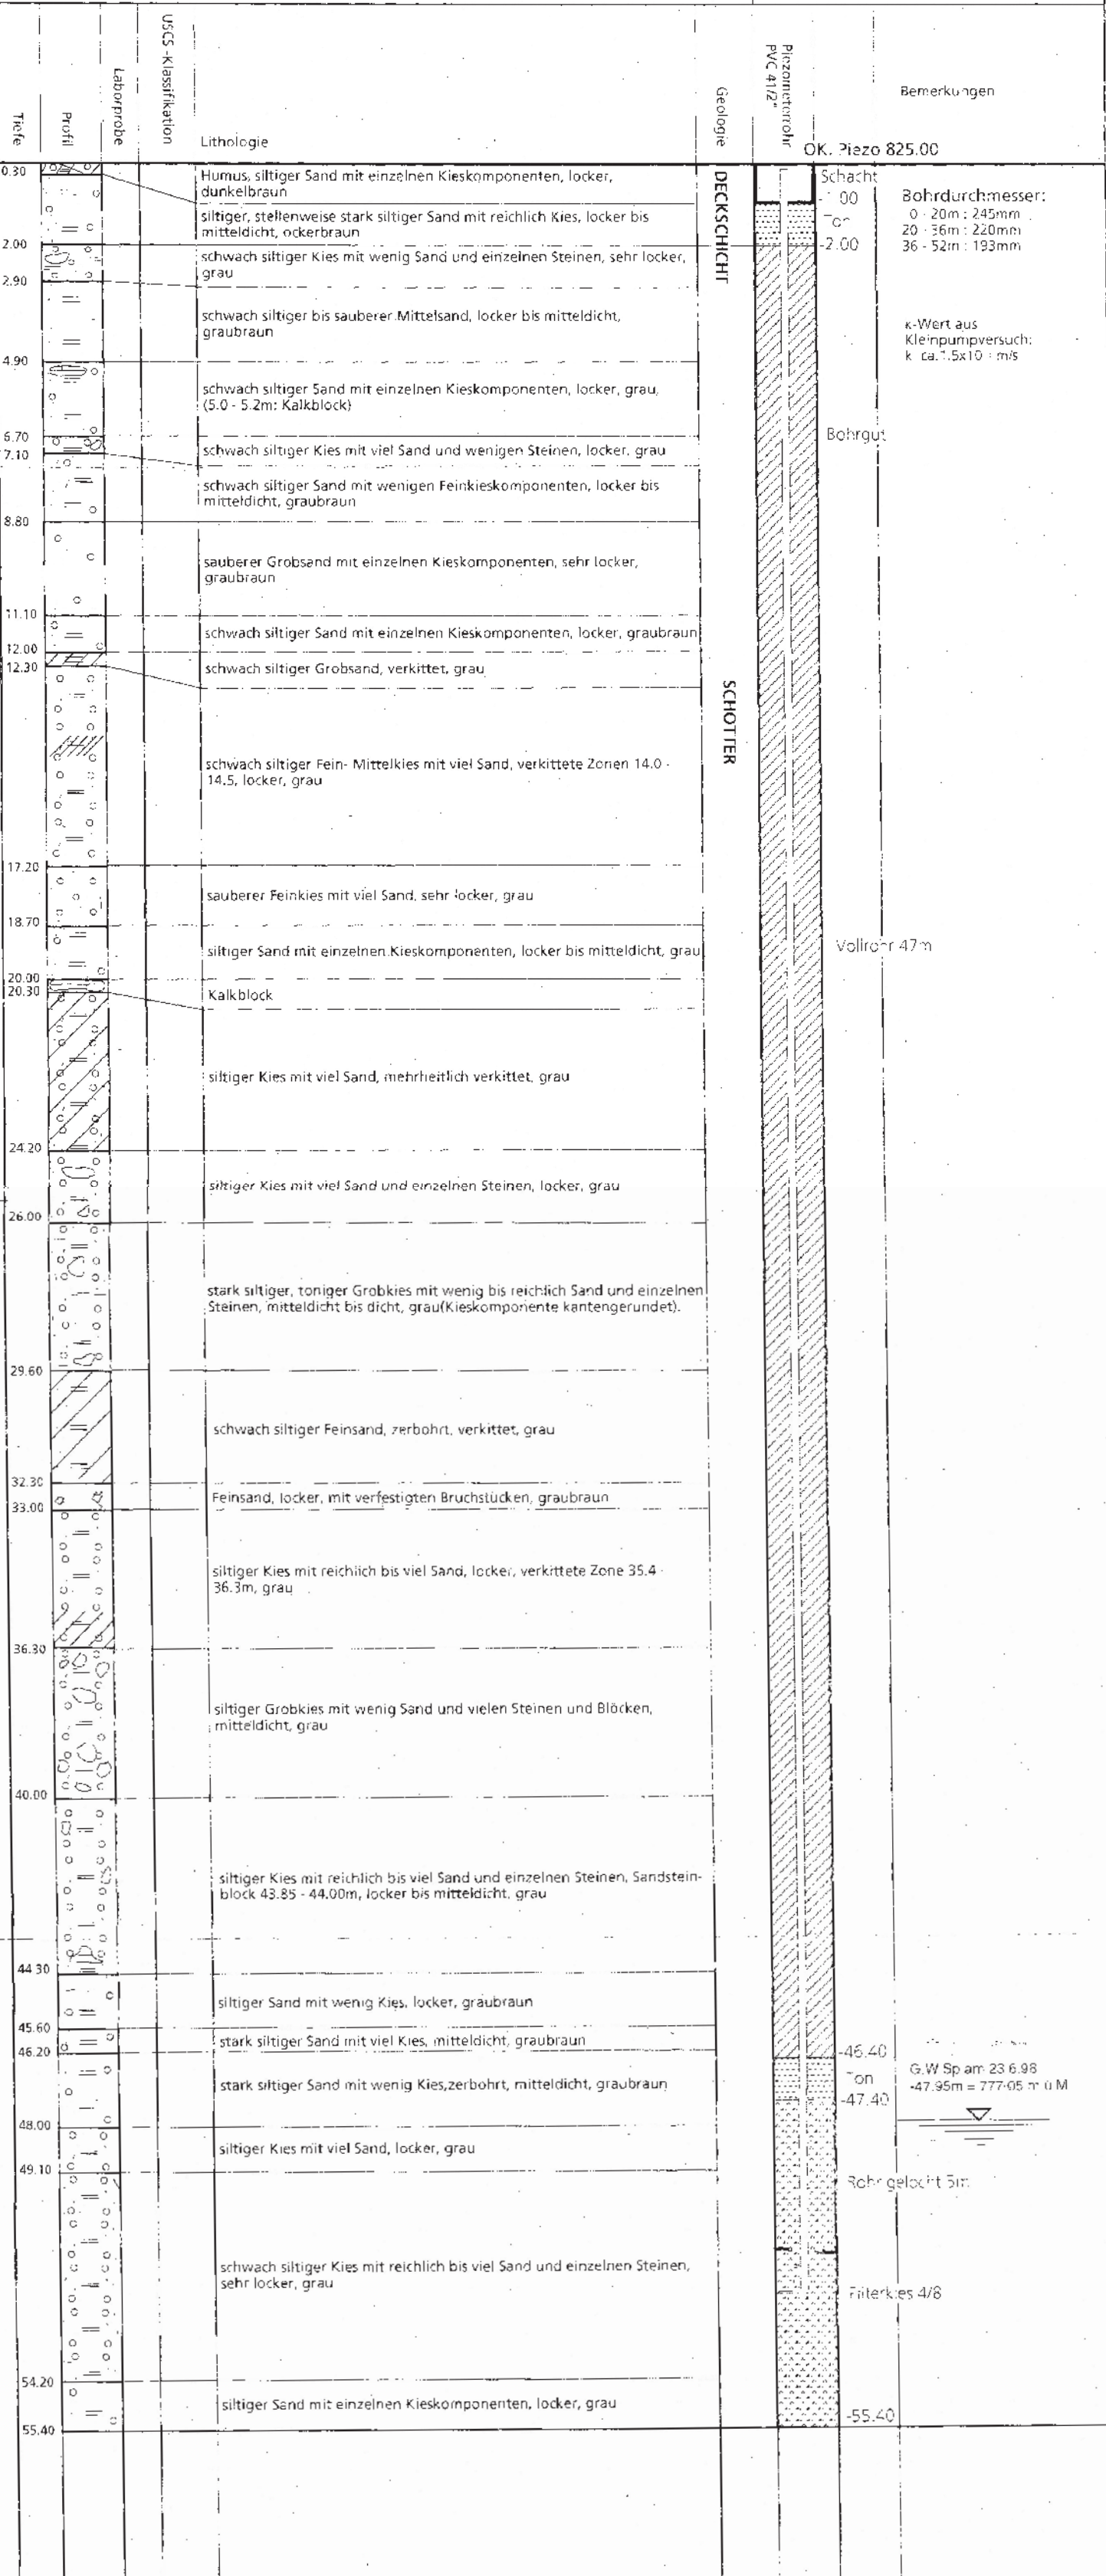 Tiefe
Profil
Laborprobe
USCS-Klassifikation
Lithologie
Geologie
Piezometerrohr
PVC 41/2"
Bemerkungen
OK. Piezo 825.00
0.30
Humus, siltiger Sand mit einzelnen Kieskomponenten, locker,
dunkelbraun
DECKSCHICHT
Schacht
-1.00
Ton
-2.00
Bohrdurchmesser:
0 - 20m : 245mm
20 - 36m : 220mm
36 - 52m : 193mm
siltiger, stellenweise stark siltiger Sand mit reichlich Kies, locker bis
mitteldicht, ockerbraun
2.00
schwach siltiger Kies mit wenig Sand und einzelnen Steinen, sehr locker,
grau
2.90
schwach siltiger bis sauberer Mittelsand, locker bis mitteldicht,
graubraun
k-Wert aus
Kleinpumpversuch:
k ca. m/s
4.90
schwach siltiger Sand mit einzelnen Kieskomponenten, locker, grau,
(5.0 - 5.2m: Kalkblock)
6.70
Bohrgut
schwach siltiger Kies mit viel Sand und wenigen Steinen, locker, grau
7.10
schwach siltiger Sand mit wenigen Feinkieskomponenten, locker bis
mitteldicht, graubraun
8.80
sauberer Grobsand mit einzelnen Kieskomponenten, sehr locker,
graubraun
11.10
schwach siltiger Sand mit einzelnen Kieskomponenten, locker, graubraun
12.00
schwach siltiger Grobsand, verkittet, grau
12.30
SCHOTTER
schwach siltiger Fein- Mittelkies mit viel Sand, verkittete Zonen 14.0 -
14.5, locker, grau
17.20
sauberer Feinkies mit viel Sand, sehr locker, grau
18.70
siltiger Sand mit einzelnen Kieskomponenten, locker bis mitteldicht, grau
Vollrohr 47m
20.00
Kalkblock
20.30
siltiger Kies mit viel Sand, mehrheitlich verkittet, grau
24.20
siltiger Kies mit viel Sand und einzelnen Steinen, locker, grau
26.00
stark siltiger, toniger Grobkies mit wenig bis reichlich Sand und einzelnen
Steinen, mitteldicht bis dicht, grau(Kieskomponente kantengerundet).
29.60
schwach siltiger Feinsand, zerbohrt, verkittet, grau
32.30
Feinsand, locker, mit verfestigten Bruchstücken, graubraun
33.00
siltiger Kies mit reichlich bis viel Sand, locker, verkittete Zone 35.4 -
36.3m, grau
36.30
siltiger Grobkies mit wenig Sand und vielen Steinen und Blöcken,
mitteldicht, grau
40.00
siltiger Kies mit reichlich bis viel Sand und einzelnen Steinen, Sandstein-
block 43.85 - 44.00m, locker bis mitteldicht, grau
44.30
siltiger Sand mit wenig Kies, locker, graubraun
45.60
stark siltiger Sand mit viel Kies, mitteldicht, graubraun
46.20
-46.40
Ton
-47.40
G.W Sp am 23.6.98
-47.95m = 777.05 m ü M
stark siltiger Sand mit wenig Kies,zerbohrt, mitteldicht, graubraun
48.00
siltiger Kies mit viel Sand, locker, grau
49.10
Rohr gelocht 5m
schwach siltiger Kies mit reichlich bis viel Sand und einzelnen Steinen,
sehr locker, grau
Filterkies 4/8
54.20
siltiger Sand mit einzelnen Kieskomponenten, locker, grau
55.40
-55.40